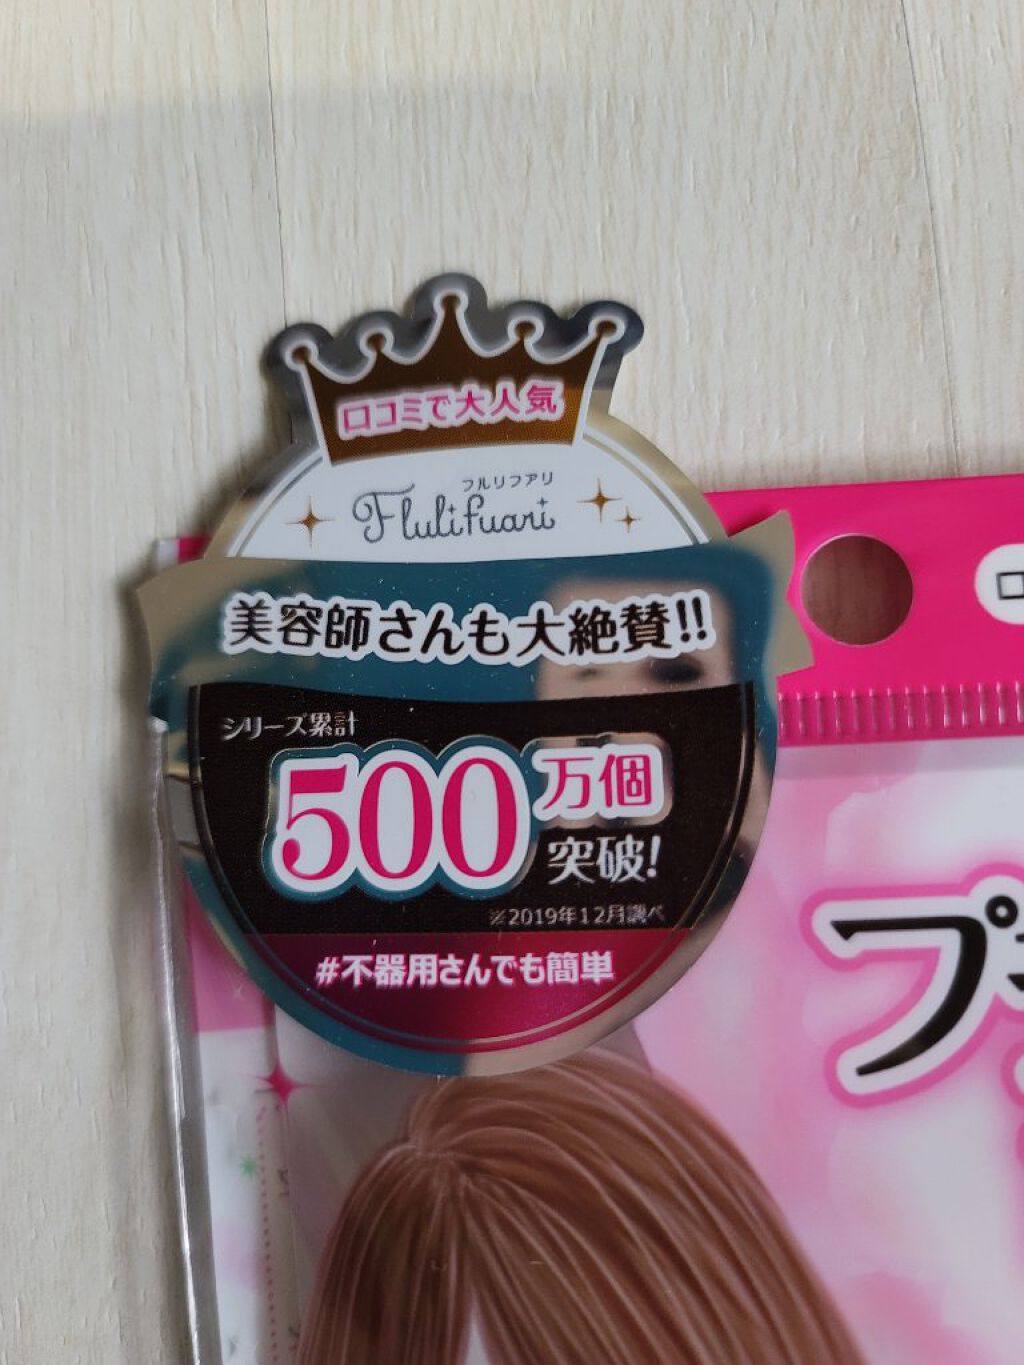 口コミで大人気
フルリフアリ
Flulifuari
美容師さんも大絶賛!!
シリーズ累計
500万個
突破!
※2019年12月調べ
#不器用さんでも簡単
プ